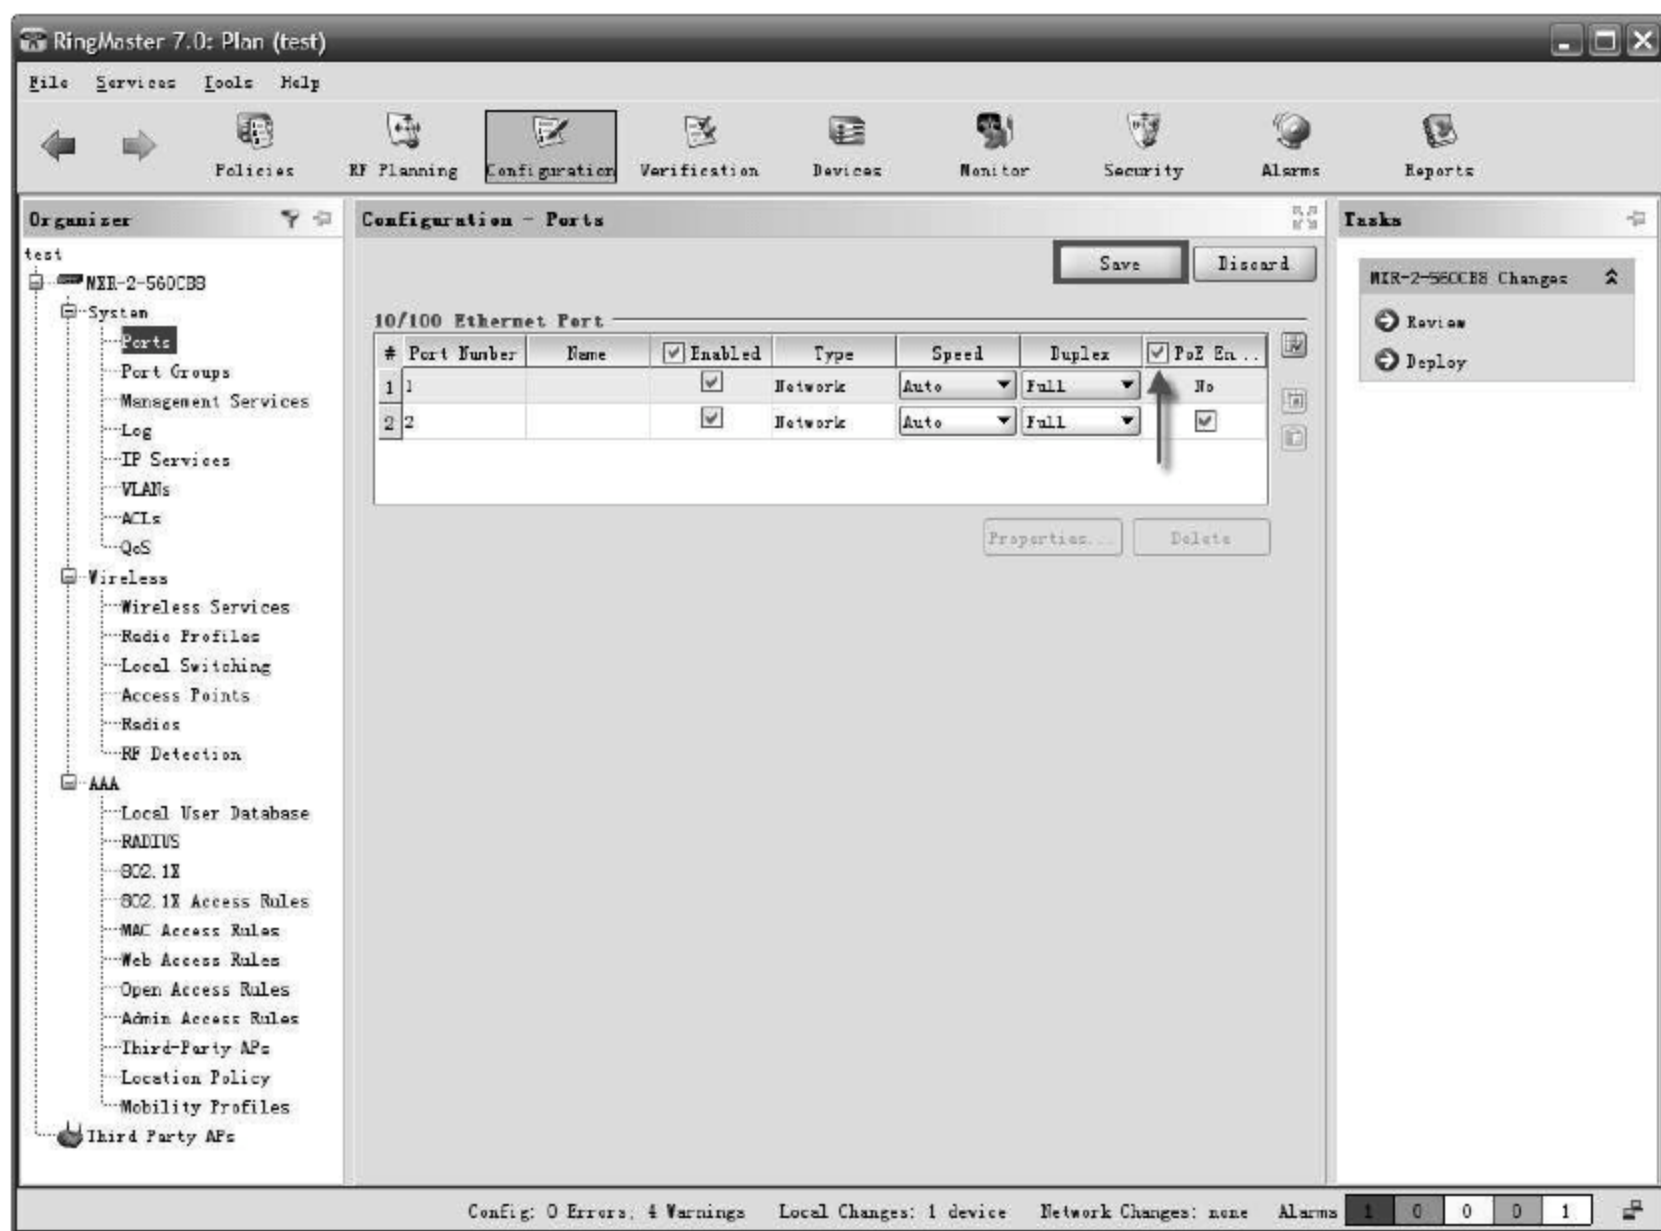 RingMaster 7.0: Plan (test)
File Services Tools Help
Policies RF Planning Configuration Verification Devices Monitor Security Alarms Reports
Organizer
test
MXR-2-560CB8
System
Ports
Port Groups
Management Services
Log
IP Services
VLANs
ACLs
QoS
Wireless
Wireless Services
Radio Profiles
Local Switching
Access Points
Radios
RF Detection
AAA
Local User Database
RADIUS
802.1X
802.1X Access Rules
MAC Access Rules
Web Access Rules
Open Access Rules
Admin Access Rules
Third-Party APs
Location Policy
Mobility Profiles
Third Party APs
Configuration - Ports
Save Discard
10/100 Ethernet Port
# Port Number Name Enabled Type Speed Duplex PoE En...
1 1 Network Auto Full No
2 2 Network Auto Full
Properties... Delete
Tasks
MXR-2-560CB8 Changes
Review
Deploy
Config: 0 Errors, 4 Warnings Local Changes: 1 device Network Changes: none Alarms 1 0 0 0 1